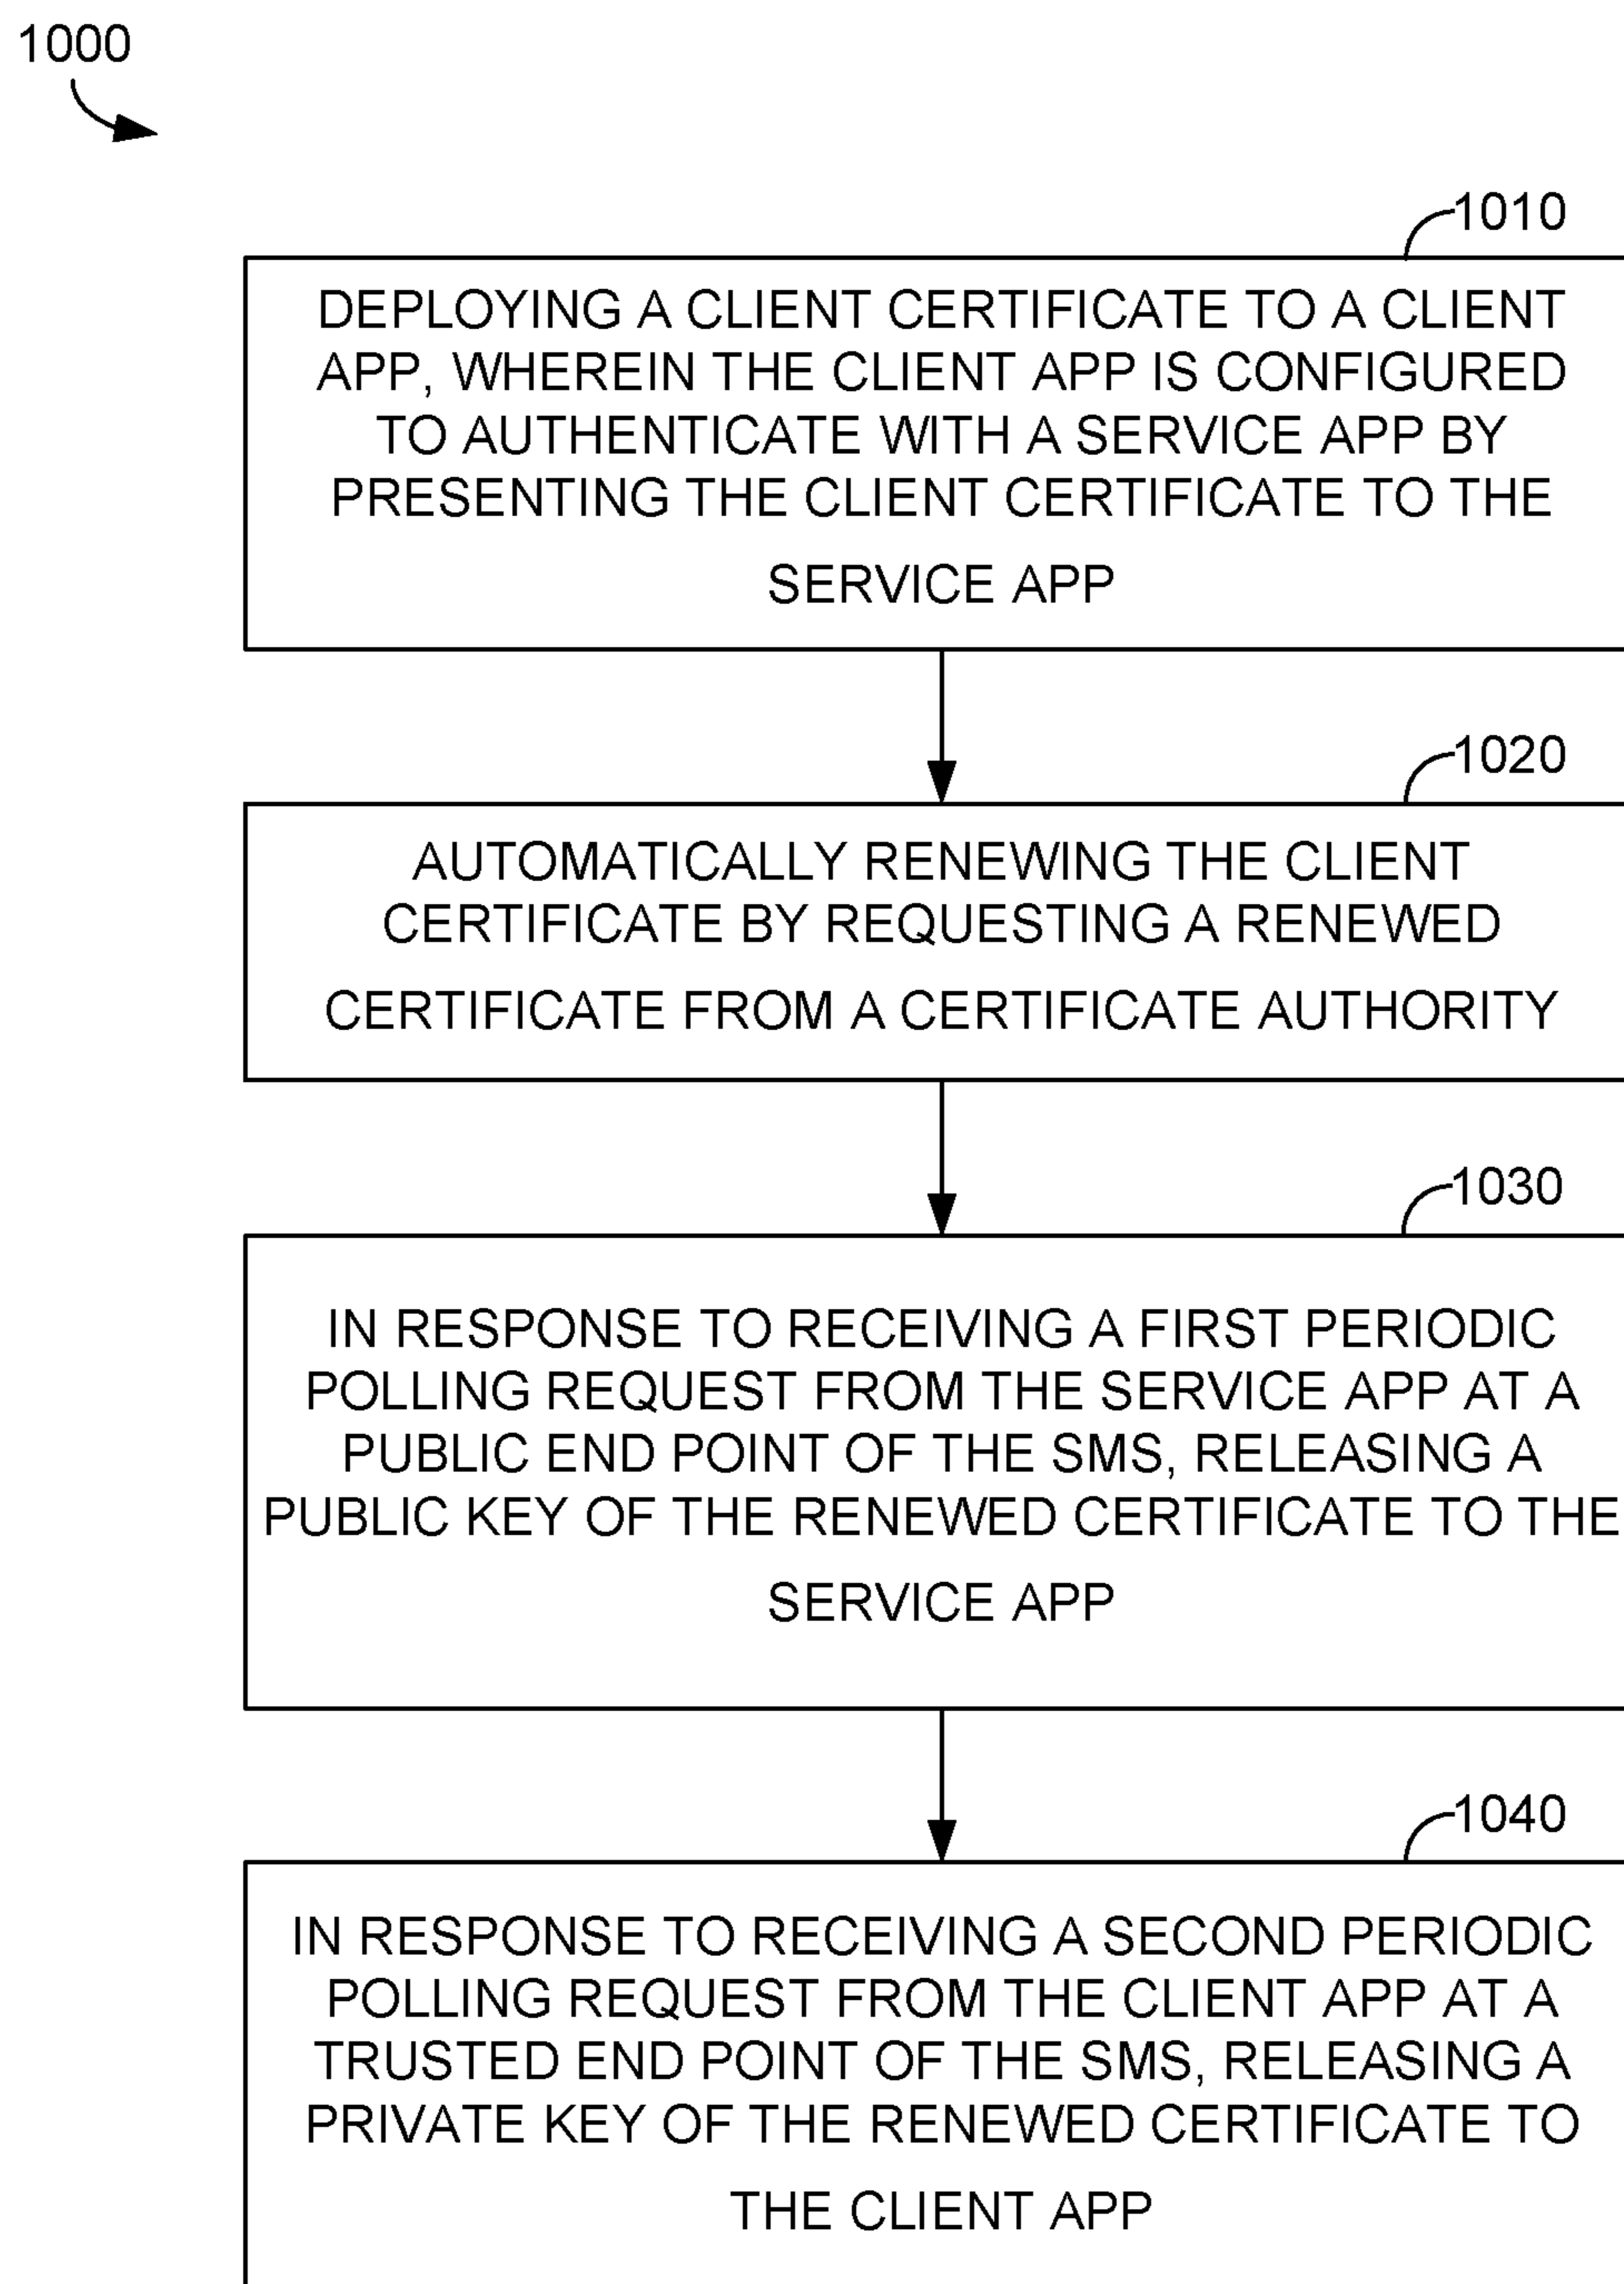 1000
1010
DEPLOYING A CLIENT CERTIFICATE TO A CLIENT
APP, WHEREIN THE CLIENT APP IS CONFIGURED
TO AUTHENTICATE WITH A SERVICE APP BY
PRESENTING THE CLIENT CERTIFICATE TO THE
SERVICE APP
1020
AUTOMATICALLY RENEWING THE CLIENT
CERTIFICATE BY REQUESTING A RENEWED
CERTIFICATE FROM A CERTIFICATE AUTHORITY
1030
IN RESPONSE TO RECEIVING A FIRST PERIODIC
POLLING REQUEST FROM THE SERVICE APP AT A
PUBLIC END POINT OF THE SMS, RELEASING A
PUBLIC KEY OF THE RENEWED CERTIFICATE TO THE
SERVICE APP
1040
IN RESPONSE TO RECEIVING A SECOND PERIODIC
POLLING REQUEST FROM THE CLIENT APP AT A
TRUSTED END POINT OF THE SMS, RELEASING A
PRIVATE KEY OF THE RENEWED CERTIFICATE TO
THE CLIENT APP